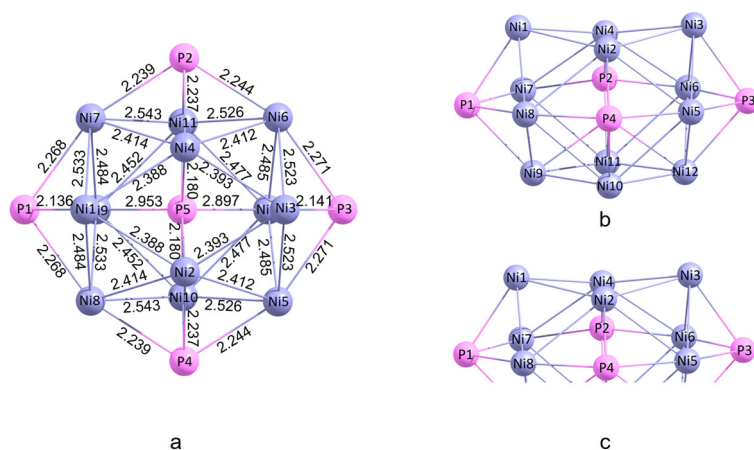 P2
2.239
2.237
2.244
Ni7
2.543
Ni11
2.526
Ni6
2.414
Ni4
2.412
2.268
2.533
2.484
2.452
2.388
2.180
2.393
2.477
2.485
2.523
2.271
P1
2.136
Ni1
i9
2.953
P5
2.897
Ni
Ni3
2.141
P3
2.268
2.484
2.533
2.452
2.388
2.180
2.393
2.477
2.485
2.523
2.271
2.414
Ni2
2.412
Ni8
2.543
Ni10
2.526
Ni5
2.239
2.237
2.244
P4
a
Ni1
Ni4
Ni3
Ni2
P2
Ni7
Ni6
P1
P3
Ni8
P4
Ni5
Ni11
Ni9
Ni12
Ni10
b
Ni1
Ni4
Ni3
Ni2
P2
Ni7
Ni6
P1
P3
Ni8
P4
Ni5
c